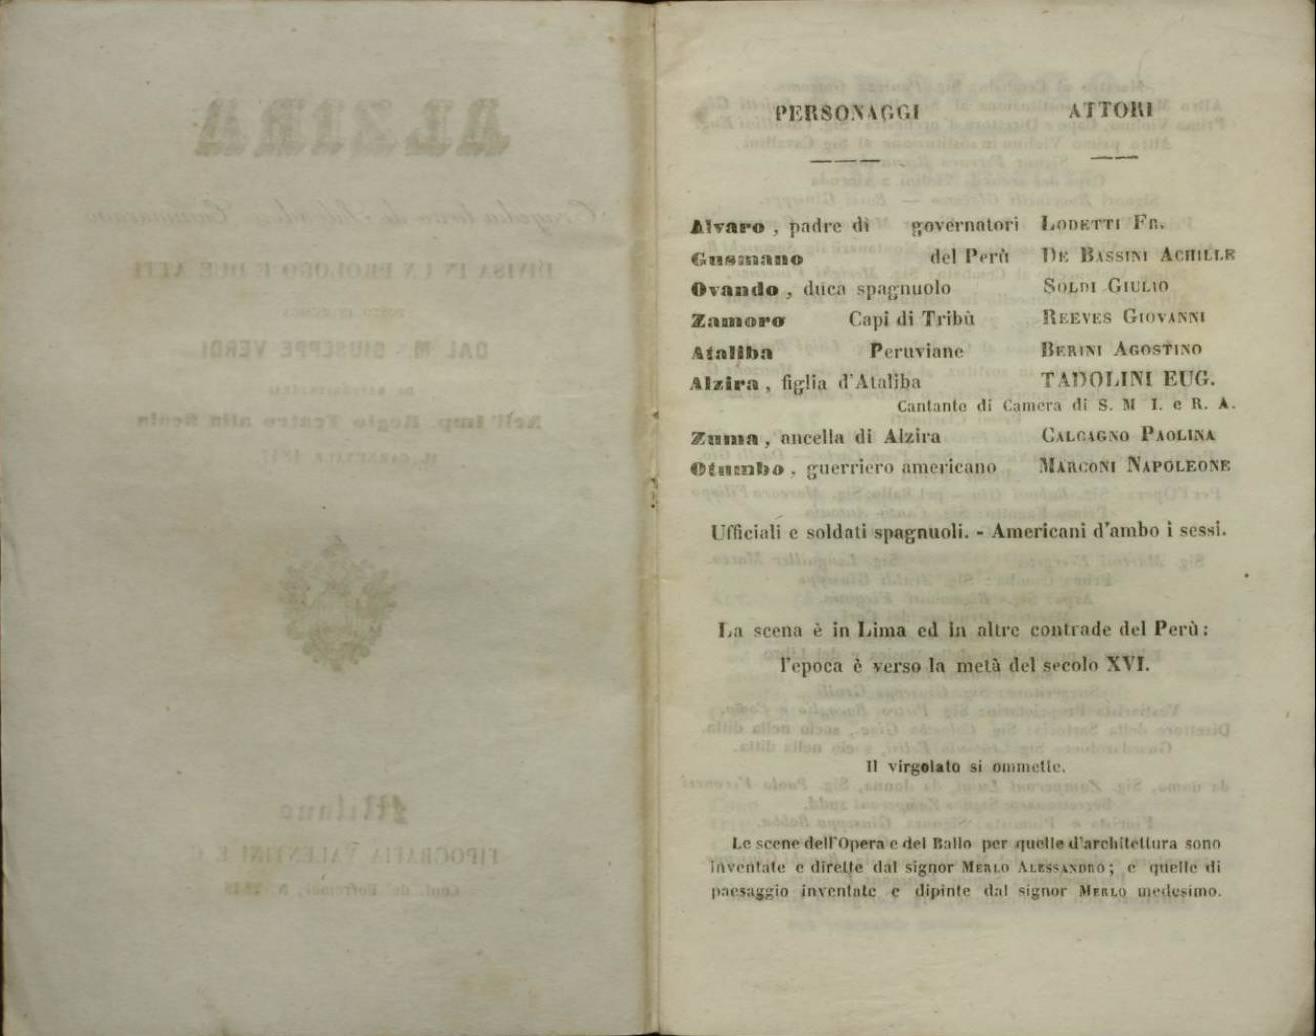 PERSONAGGI ATTORI
Alvaro, padre di governatori LODETTI FR.
Gusmano del Perù DE BASSINI ACHILLE
Ovando, duca spagnuolo SOLDI GIULIO
Zamoro Capi di Tribù REEVES GIOVANNI
Ataliba Peruviane BERINI AGOSTINO
Alzira, figlia d'Ataliba TADOLINI EUG.
Cantante di Camera di S. M I. e R. A.
Zuma, ancella di Alzira CALCAGNO PAOLINA
Otumbo, guerriero americano MARCONI NAPOLEONE
Ufficiali e soldati spagnuoli. - Americani d'ambo i sessi.
La scena è in Lima ed in altre contrade del Perù:
l'epoca è verso la metà del secolo XVI.
Il virgolato si ommette.
Le scene dell'Opera e del Ballo per quelle d'architettura sono
inventate e dirette dal signor MERLO ALESSANDRO; e quelle di
paesaggio inventate e dipinte dal signor MERLO medesimo.